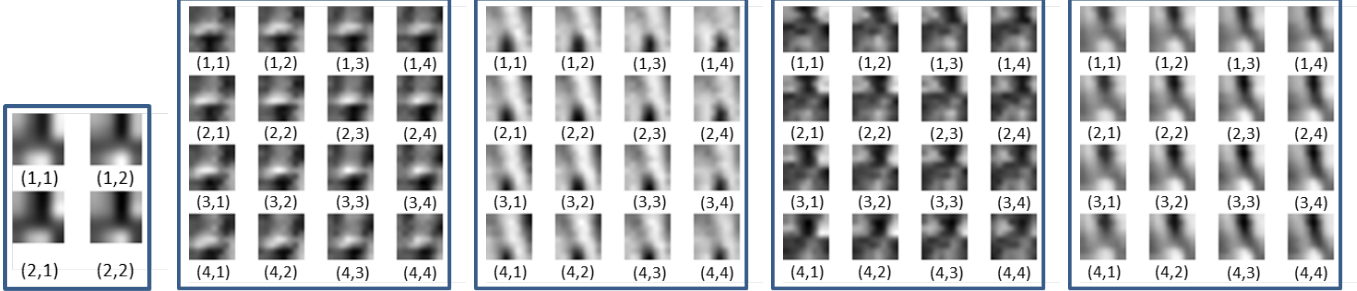 (1,1) (1,2)
(2,1) (2,2)
(1,1) (1,2) (1,3) (1,4)
(2,1) (2,2) (2,3) (2,4)
(3,1) (3,2) (3,3) (3,4)
(4,1) (4,2) (4,3) (4,4)
(1,1) (1,2) (1,3) (1,4)
(2,1) (2,2) (2,3) (2,4)
(3,1) (3,2) (3,3) (3,4)
(4,1) (4,2) (4,3) (4,4)
(1,1) (1,2) (1,3) (1,4)
(2,1) (2,2) (2,3) (2,4)
(3,1) (3,2) (3,3) (3,4)
(4,1) (4,2) (4,3) (4,4)
(1,1) (1,2) (1,3) (1,4)
(2,1) (2,2) (2,3) (2,4)
(3,1) (3,2) (3,3) (3,4)
(4,1) (4,2) (4,3) (4,4)